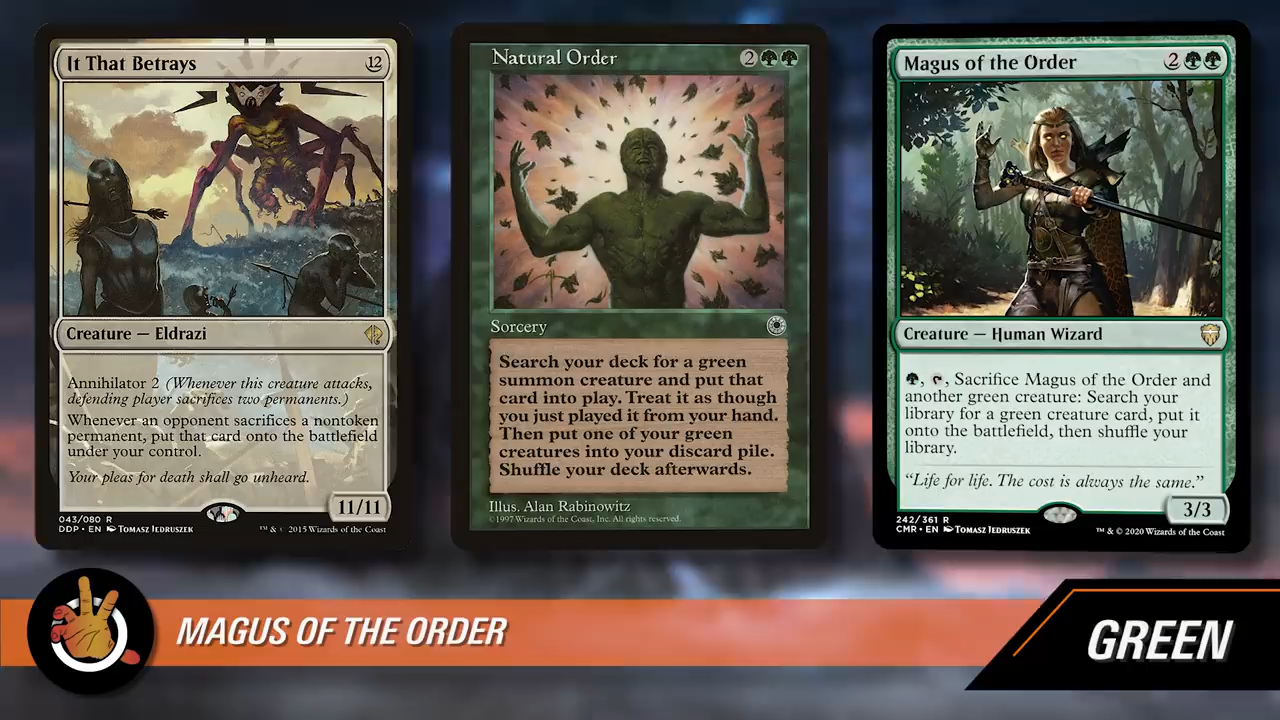 It That Betrays 12
Creature — Eldrazi
Annihilator 2 (Whenever this creature attacks,
defending player sacrifices two permanents.)
Whenever an opponent sacrifices a nontoken
permanent, put that card onto the battlefield
under your control.
Your pleas for death shall go unheard.
11/11
043/080 R
DDP • EN Tomasz Jedruszek
™ & © 2015 Wizards of the Coast
Natural Order 2
Sorcery
Search your deck for a green
summon creature and put that
card into play. Treat it as though
you just played it from your hand.
Then put one of your green
creatures into your discard pile.
Shuffle your deck afterwards.
Illus. Alan Rabinowitz
©1997 Wizards of the Coast, Inc. All rights reserved.
Magus of the Order 2
Creature — Human Wizard
, , Sacrifice Magus of the Order and
another green creature: Search your
library for a green creature card, put it
onto the battlefield, then shuffle your
library.
“Life for life. The cost is always the same.”
3/3
242/361 R
CMR • EN Tomasz Jedruszek
™ & © 2020 Wizards of the Coast
MAGUS OF THE ORDER
GREEN